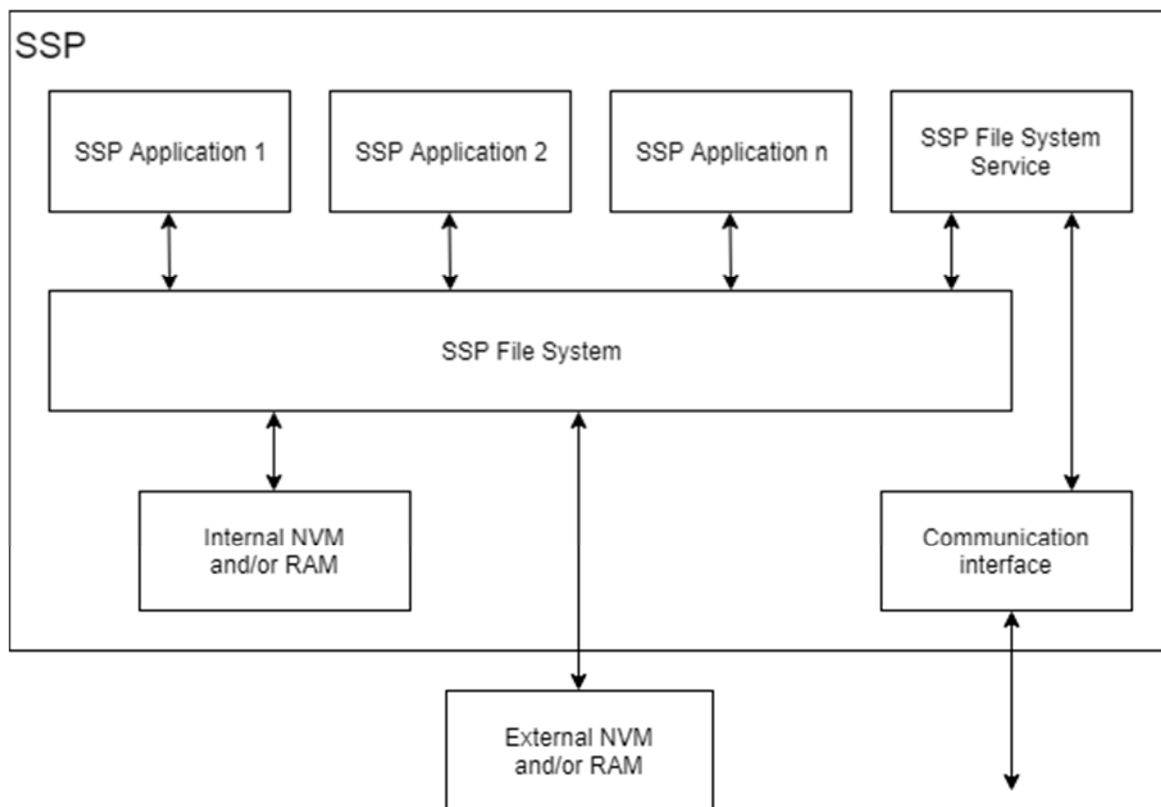 SSP
SSP Application 1
SSP Application 2
SSP Application n
SSP File System
Service
SSP File System
Internal NVM
and/or RAM
Communication
interface
External NVM
and/or RAM